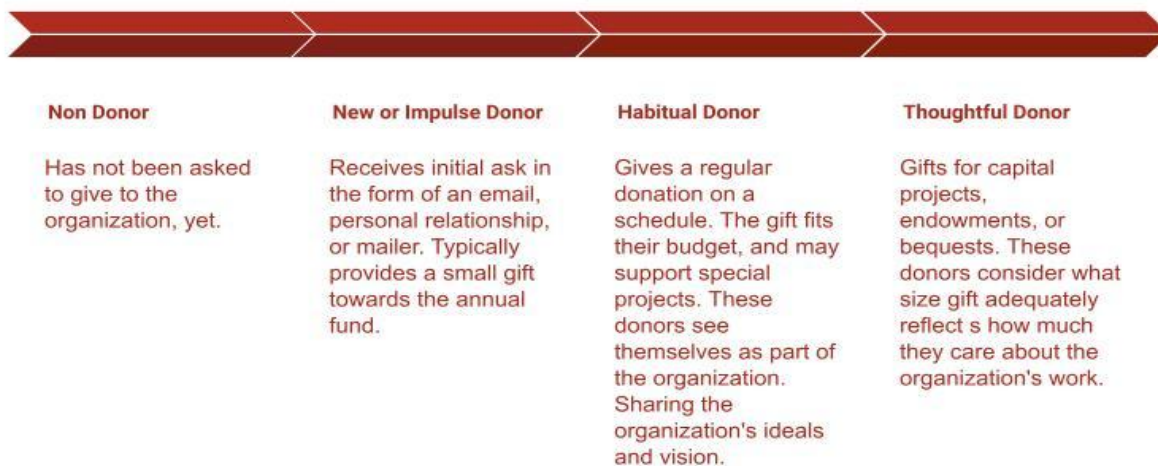 Non Donor
Has not been asked
to give to the
organization, yet.
New or Impulse Donor
Receives initial ask in
the form of an email,
personal relationship,
or mailer. Typically
provides a small gift
towards the annual
fund.
Habitual Donor
Gives a regular
donation on a
schedule. The gift fits
their budget, and may
support special
projects. These
donors see
themselves as part of
the organization.
Sharing the
organization's ideals
and vision.
Thoughtful Donor
Gifts for capital
projects,
endowments, or
bequests. These
donors consider what
size gift adequately
reflect s how much
they care about the
organization's work.